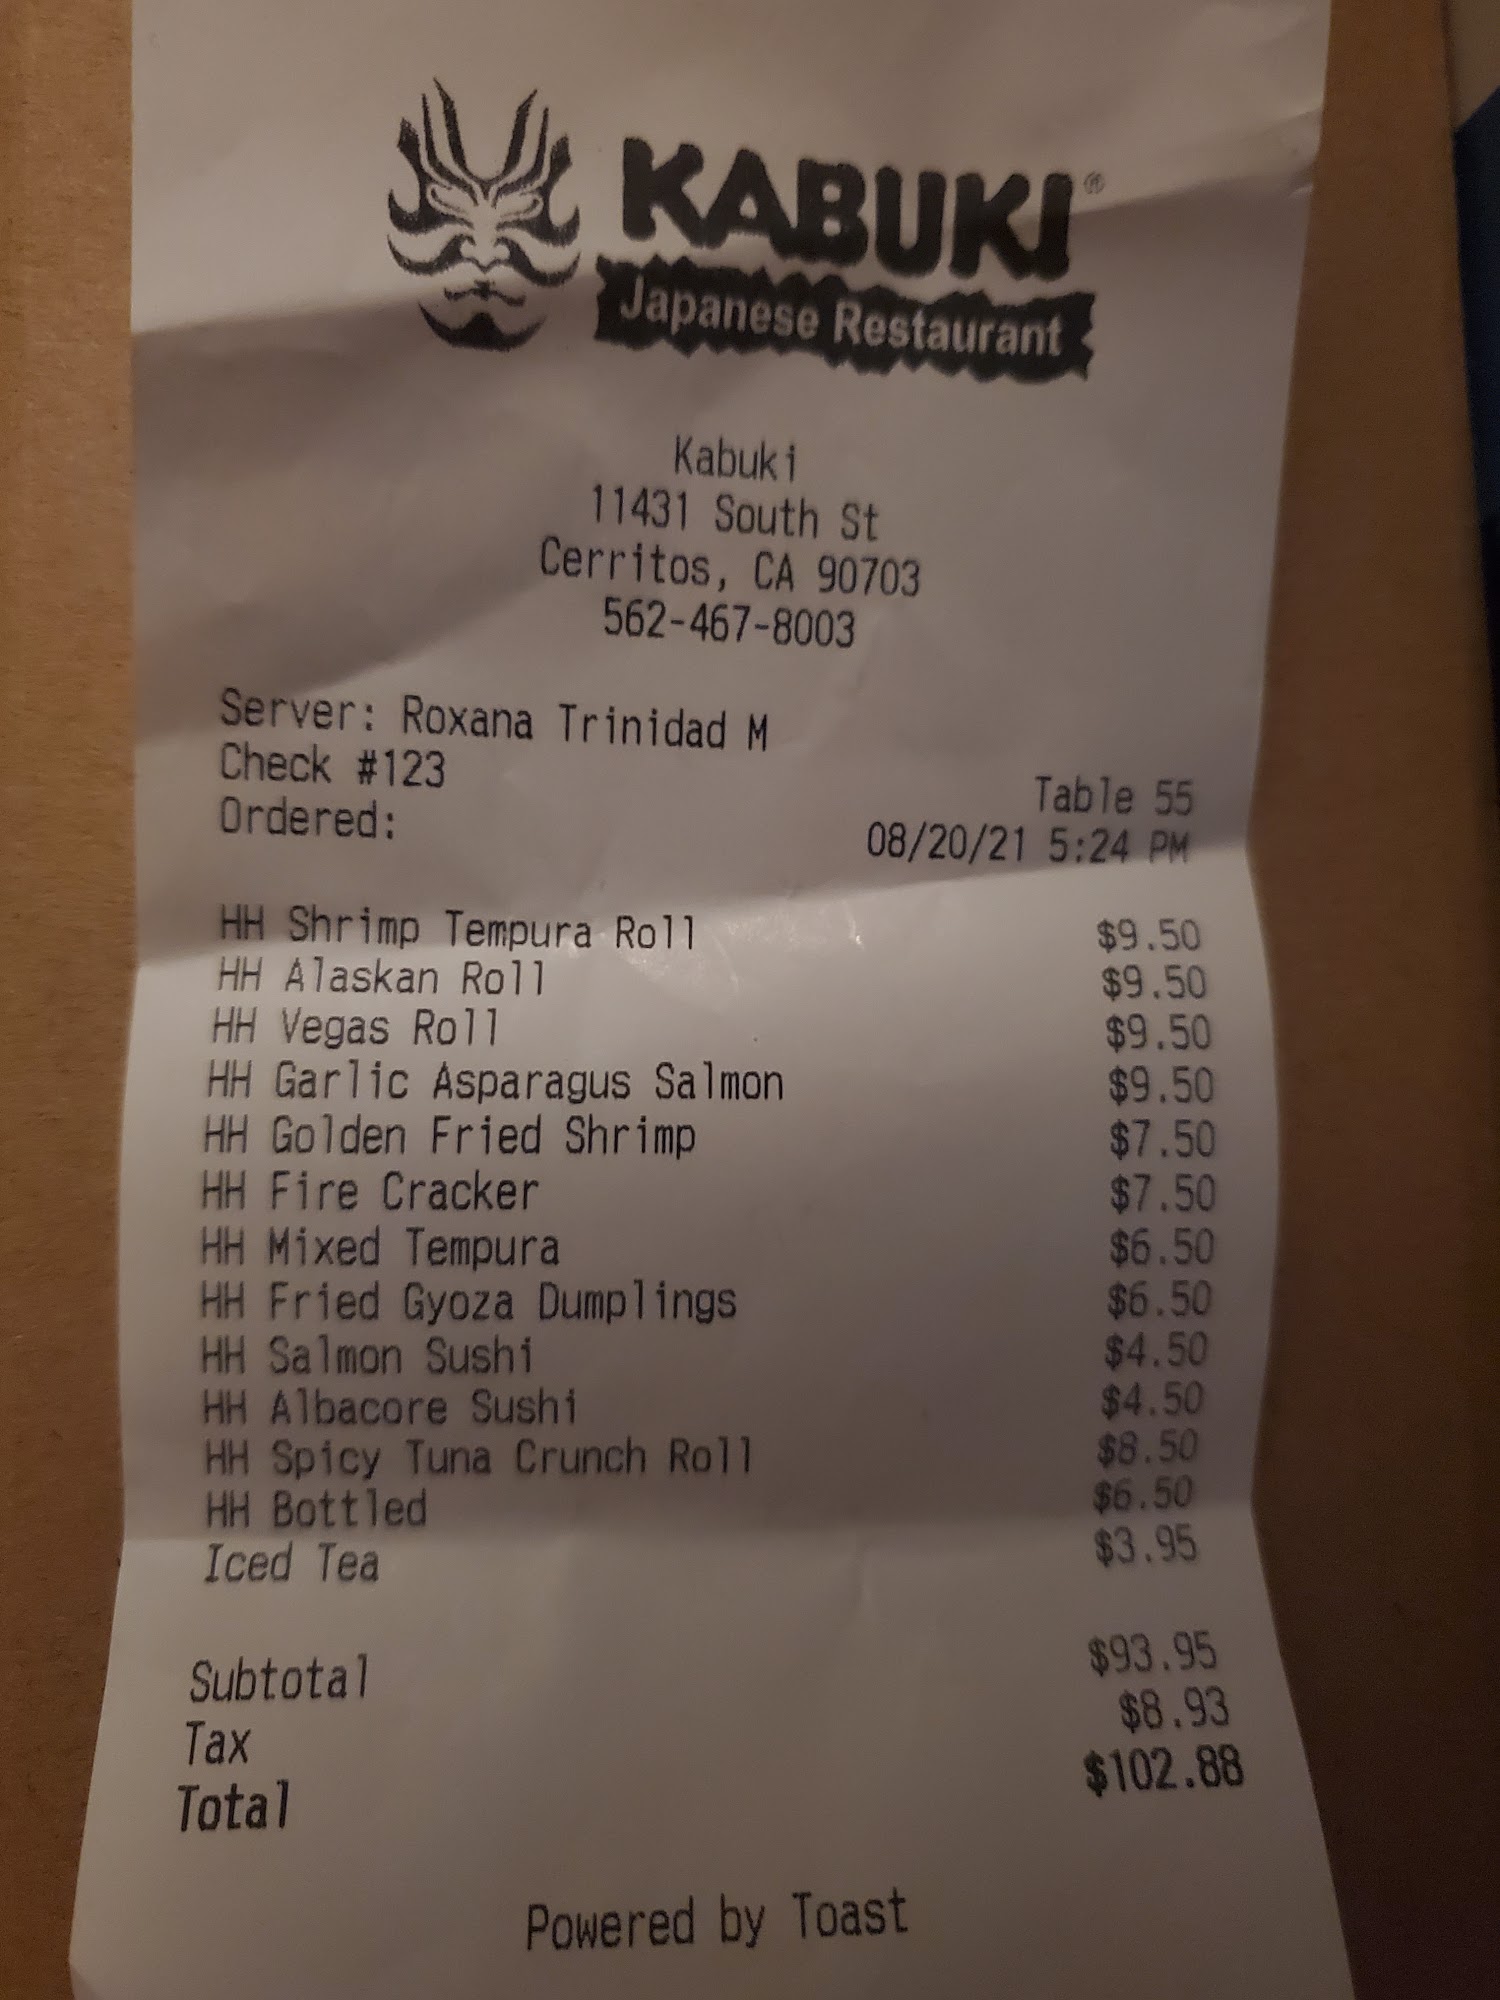 KABUKI®
Japanese Restaurant
Kabuki
11431 South St
Cerritos, CA 90703
562-467-8003
Server: Roxana Trinidad M
Check #123 Table 55
Ordered: 08/20/21 5:24 PM
HH Shrimp Tempura Roll $9.50
HH Alaskan Roll $9.50
HH Vegas Roll $9.50
HH Garlic Asparagus Salmon $9.50
HH Golden Fried Shrimp $7.50
HH Fire Cracker $7.50
HH Mixed Tempura $6.50
HH Fried Gyoza Dumplings $6.50
HH Salmon Sushi $4.50
HH Albacore Sushi $4.50
HH Spicy Tuna Crunch Roll $8.50
HH Bottled $6.50
Iced Tea $3.95
Subtotal $93.95
Tax $8.93
Total $102.88
Powered by Toast